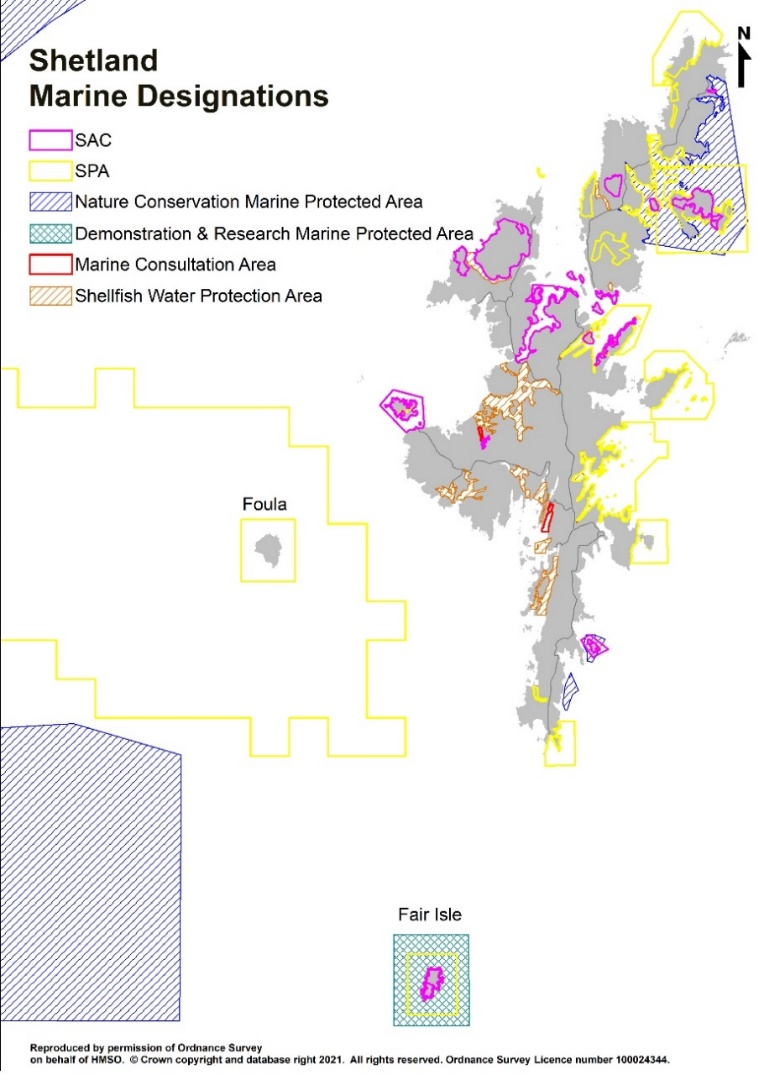 Shetland
Marine Designations
N
SAC
SPA
Nature Conservation Marine Protected Area
Demonstration & Research Marine Protected Area
Marine Consultation Area
Shellfish Water Protection Area
Foula
Fair Isle
Reproduced by permission of Ordnance Survey
on behalf of HMSO. © Crown copyright and database right 2021. All rights reserved. Ordnance Survey Licence number 100024344.